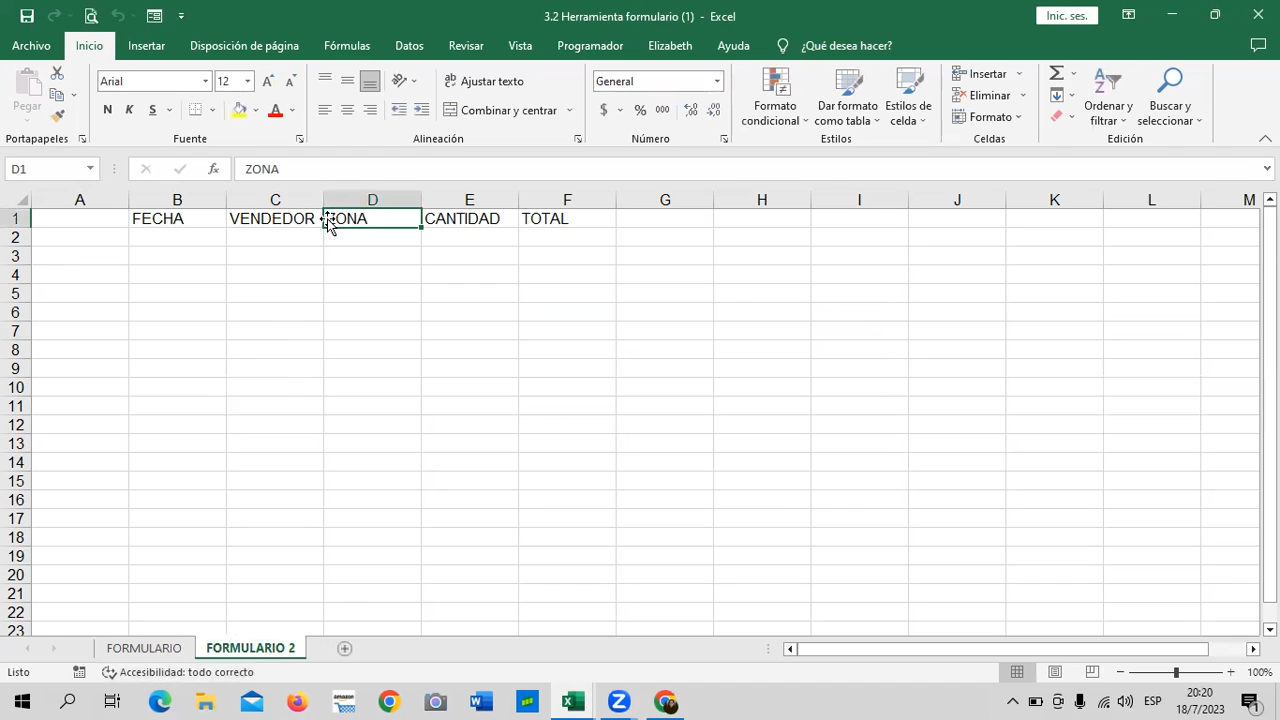 3.2 Herramienta formulario (1) - Excel
Inic. ses.
Archivo Inicio Insertar Disposición de página Fórmulas Datos Revisar Vista Programador Elizabeth Ayuda ¿Qué desea hacer?
Pegar
Arial 12
Ajustar texto
General
Formato condicional
Dar formato como tabla
Estilos de celda
Insertar
Eliminar
Formato
Ordenar y filtrar
Buscar y seleccionar
N K S A
Combinar y centrar
$ % 000
Portapapeles Fuente Alineación Número Estilos Celdas Edición
D1 fx ZONA
A B C D E F G H I J K L M
1 FECHA VENDEDOR ZONA CANTIDAD TOTAL
2
3
4
5
6
7
8
9
10
11
12
13
14
15
16
17
18
19
20
21
22
23
FORMULARIO FORMULARIO 2
Listo Accesibilidad: todo correcto 100%
ESP 20:20
18/7/2023